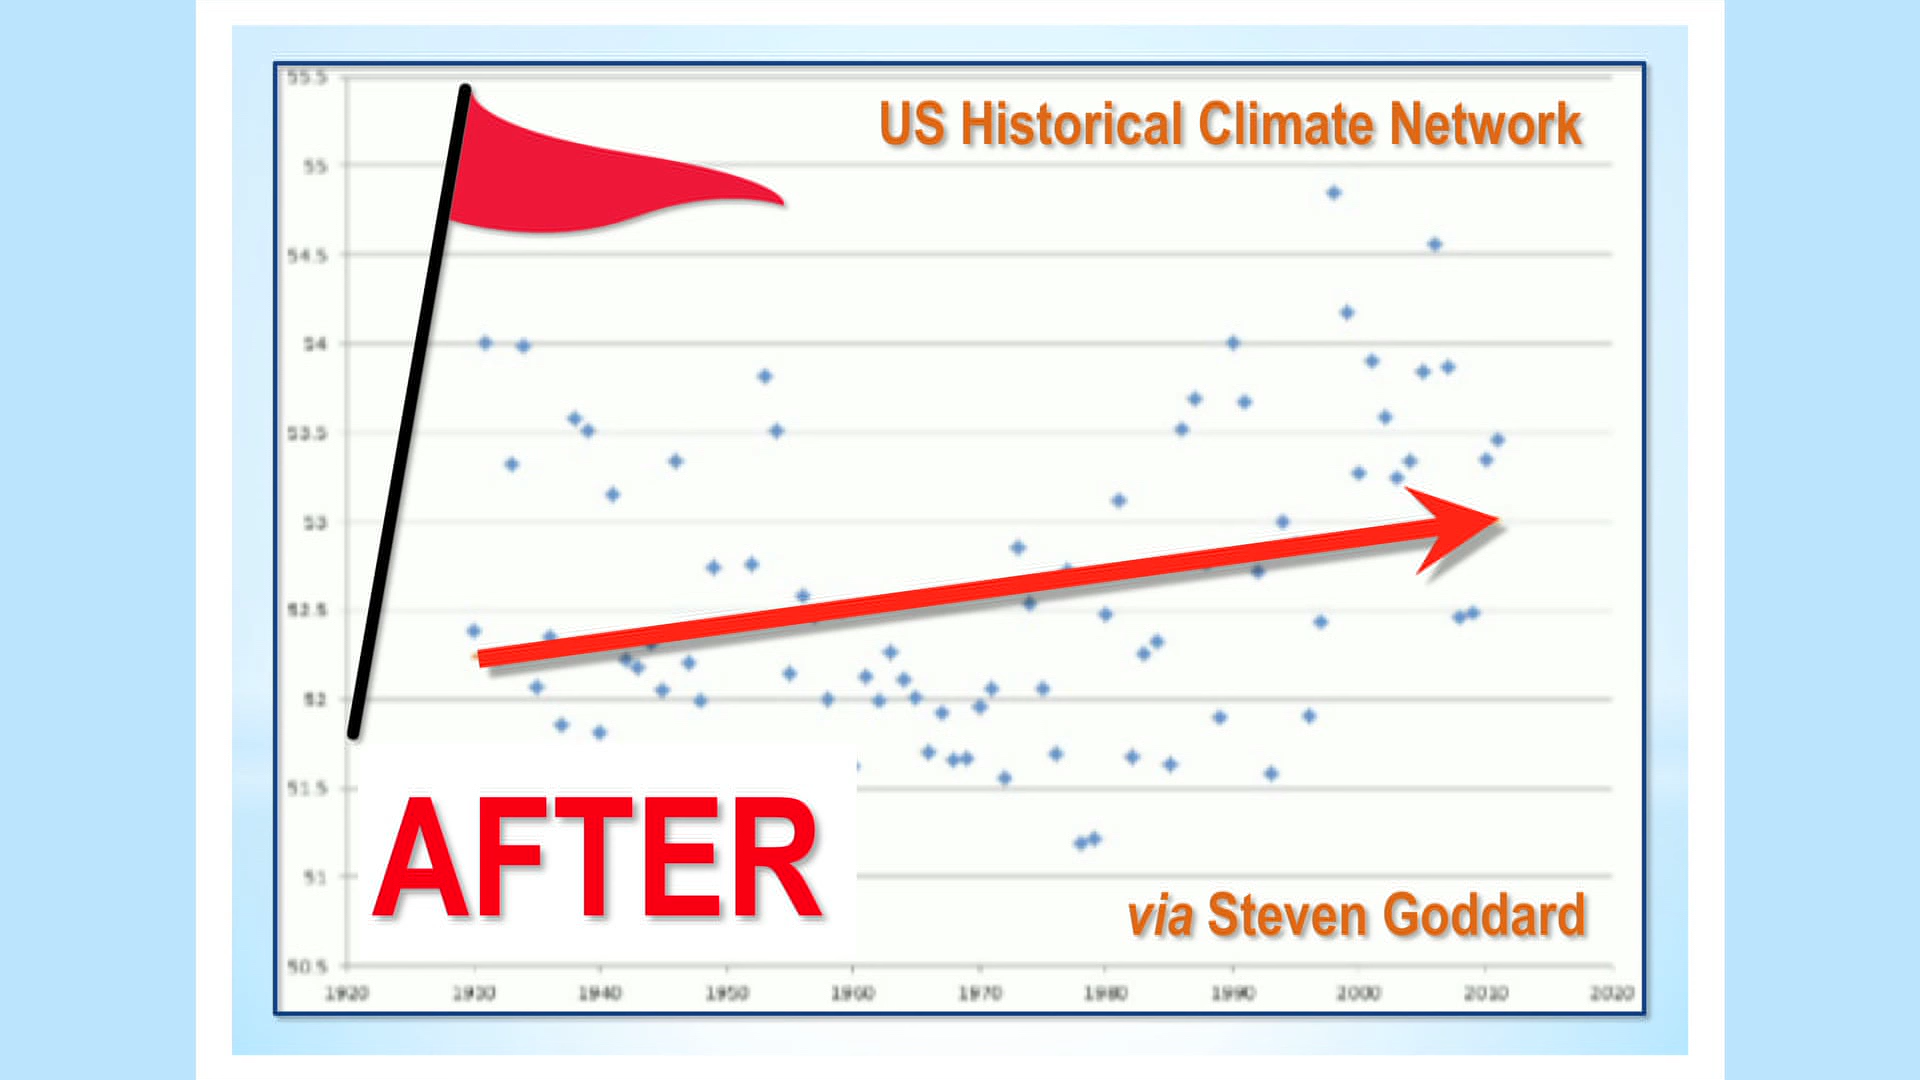 US Historical Climate Network
55.5
55
54.5
54
53.5
53
52.5
52
51.5
51
50.5
AFTER
via Steven Goddard
1920 1930 1940 1950 1960 1970 1980 1990 2000 2010 2020